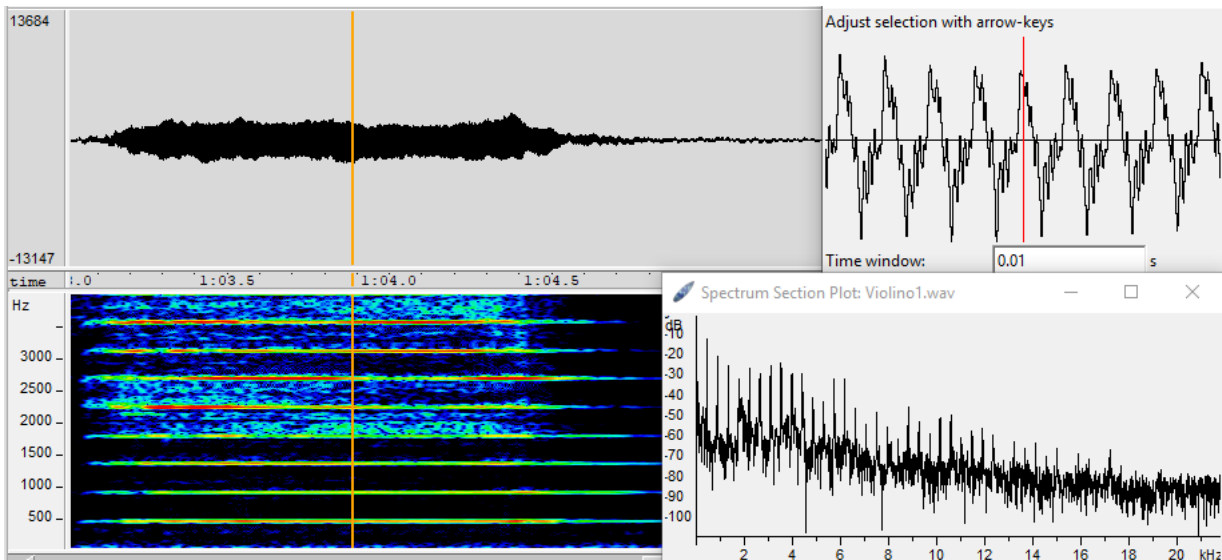 13684
-13147
time :.0 1:03.5 1:04.0 1:04.5
Hz
3000
2500
2000
1500
1000
500
Adjust selection with arrow-keys
Time window: 0.01 s
Spectrum Section Plot: Violino1.wav
dB
-10
-20
-30
-40
-50
-60
-70
-80
-90
-100
2 4 6 8 10 12 14 16 18 20 kHz